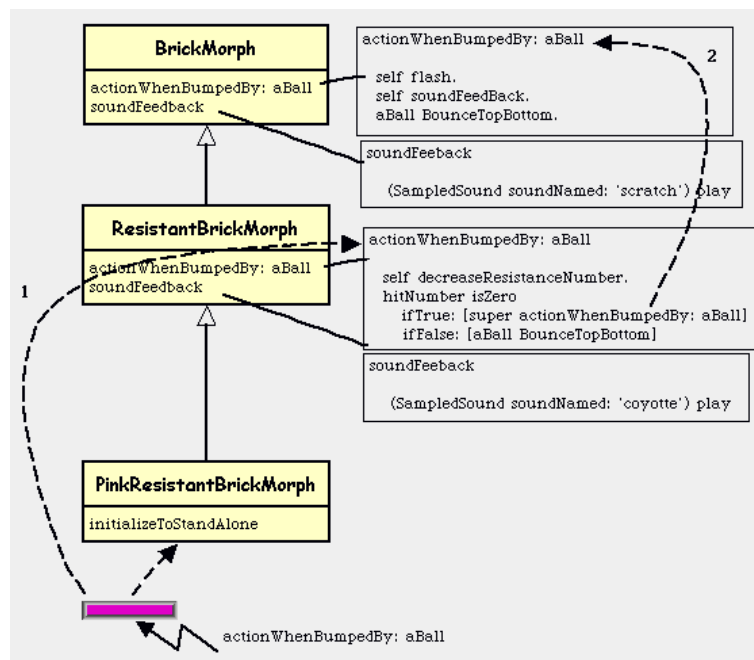 BrickMorph
actionWhenBumpedBy: aBall
soundFeedback
actionWhenBumpedBy: aBall
self flash.
self soundFeedBack.
aBall BounceTopBottom.
2
soundFeeback
(SampledSound soundNamed: 'scratch') play
ResistantBrickMorph
actionWhenBumpedBy: aBall
soundFeedback
actionWhenBumpedBy: aBall
self decreaseResistanceNumber.
hitNumber isZero
ifTrue: [super actionWhenBumpedBy: aBall]
ifFalse: [aBall BounceTopBottom]
1
soundFeeback
(SampledSound soundNamed: 'coyotte') play
PinkResistantBrickMorph
initializeToStandAlone
actionWhenBumpedBy: aBall